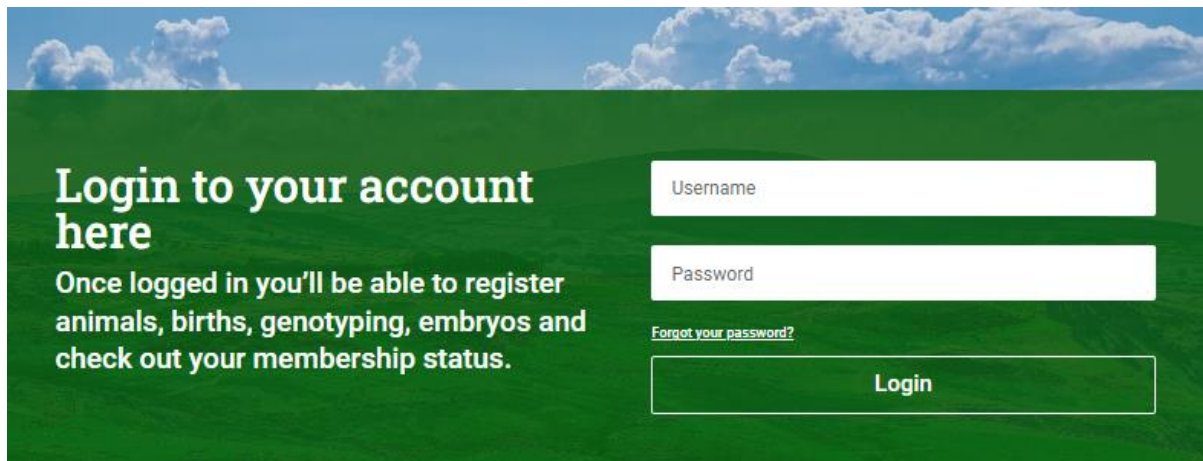 Login to your account
here
Once logged in you’ll be able to register
animals, births, genotyping, embryos and
check out your membership status.
Username
Password
Forgot your password?
Login